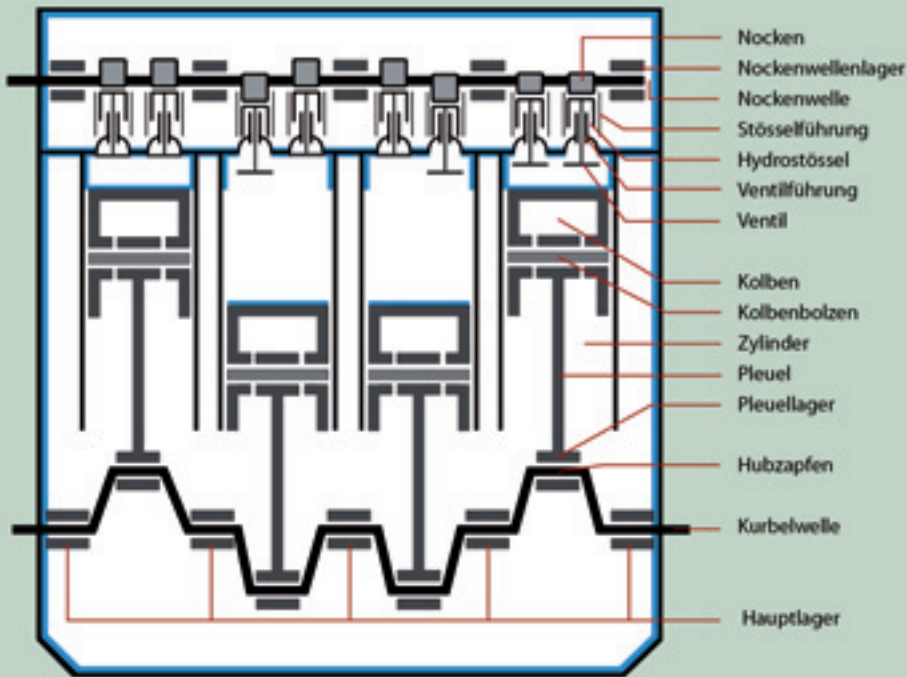 Nocken
Nockenwellenlager
Nockenwelle
Stösselführung
Hydrostössel
Ventilführung
Ventil
Kolben
Kolbenbolzen
Zylinder
Pleuel
Pleuellager
Hubzapfen
Kurbelwelle
Hauptlager